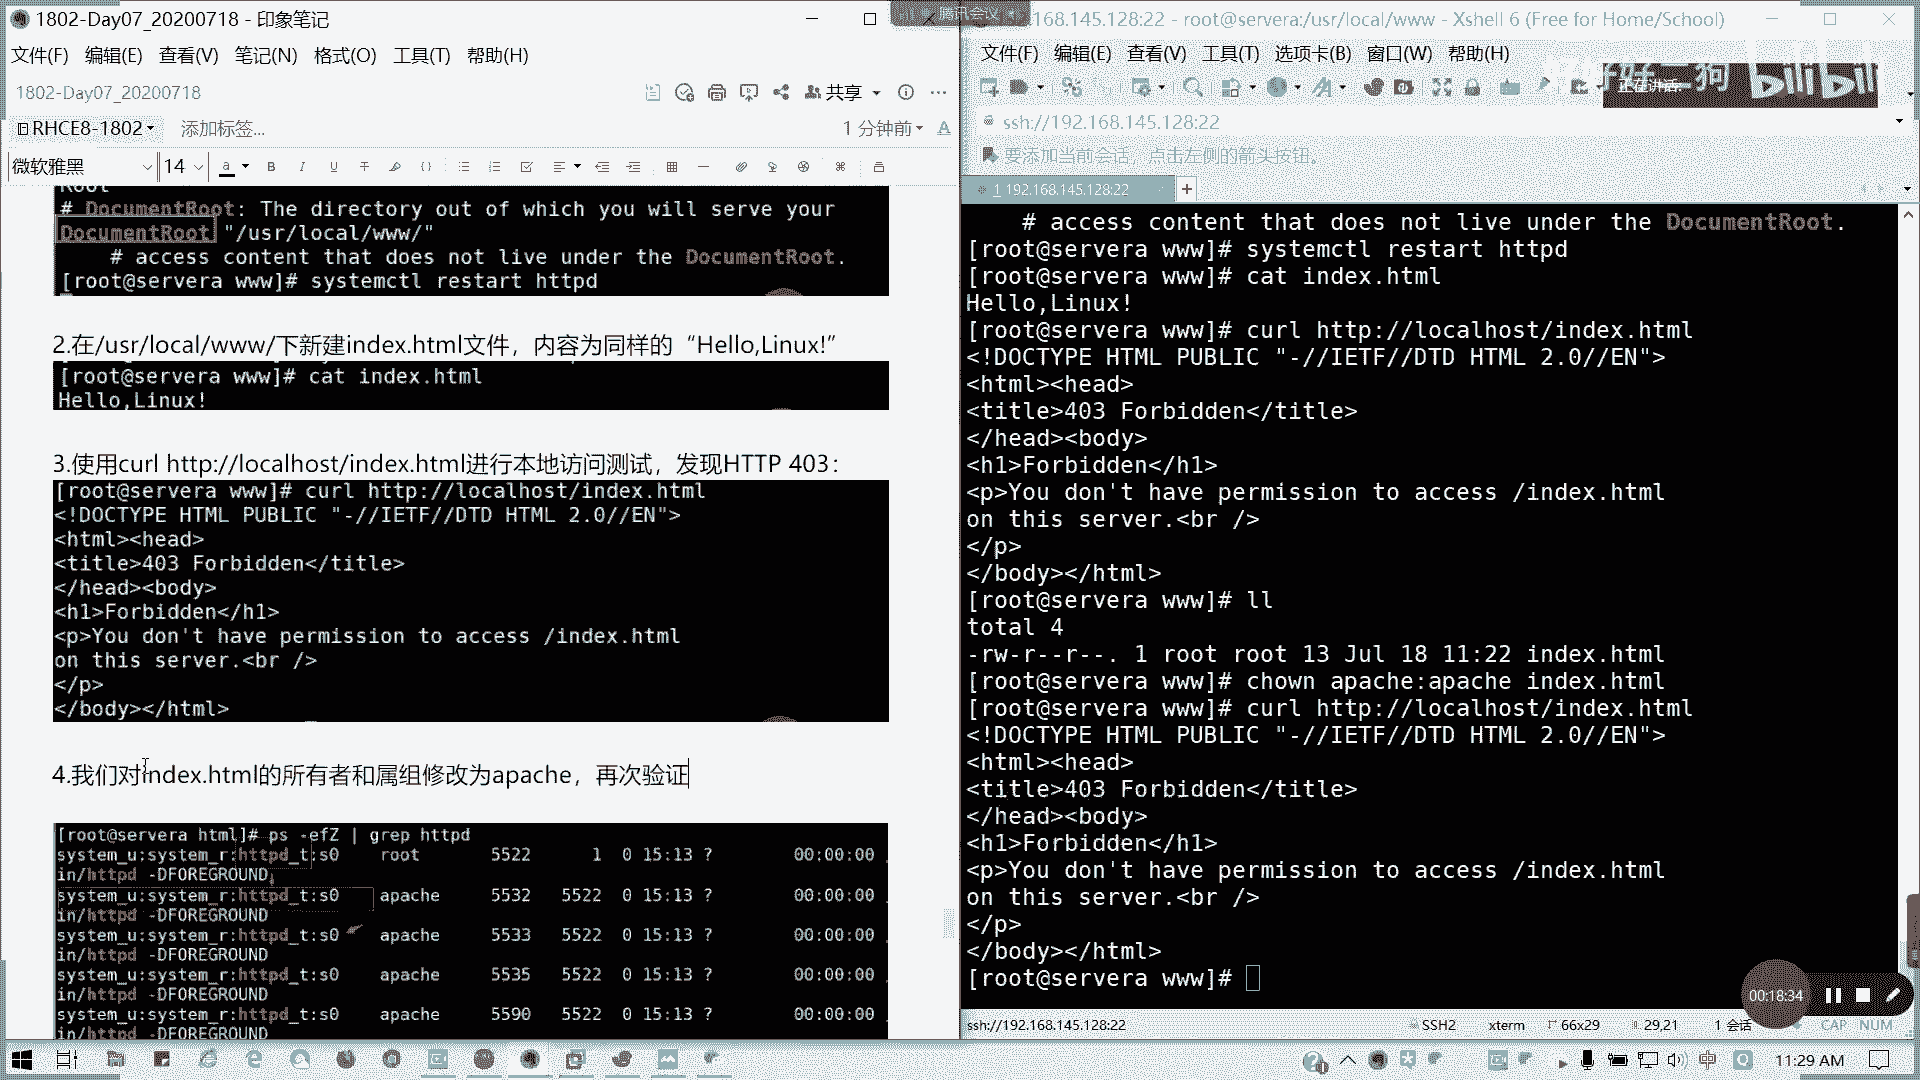 1802-Day07_20200718 - 印象笔记
文件(F) 编辑(E) 查看(V) 笔记(N) 格式(O) 工具(T) 帮助(H)
1802-Day07_20200718
共享
RHCE8-1802
添加标签...
1 分钟前
微软雅黑
14
Root
# DocumentRoot: The directory out of which you will serve your
DocumentRoot "/usr/local/www/"
# access content that does not live under the DocumentRoot.
[root@servera www]# systemctl restart httpd
2.在/usr/local/www/下新建index.html文件，内容为同样的“Hello,Linux!”
[root@servera www]# cat index.html
Hello,Linux!
3.使用curl http://localhost/index.html进行本地访问测试，发现HTTP 403：
[root@servera www]# curl http://localhost/index.html
<!DOCTYPE HTML PUBLIC "-//IETF//DTD HTML 2.0//EN">
<html><head>
<title>403 Forbidden</title>
</head><body>
<h1>Forbidden</h1>
<p>You don't have permission to access /index.html
on this server.<br />
</p>
</body></html>
4.我们对index.html的所有者和属组修改为apache，再次验证
[root@servera html]# ps -efZ | grep httpd
system_u:system_r:httpd_t:s0 root 5522 1 0 15:13 ? 00:00:00
in/httpd -DFOREGROUND
system_u:system_r:httpd_t:s0 apache 5532 5522 0 15:13 ? 00:00:00
in/httpd -DFOREGROUND
system_u:system_r:httpd_t:s0 apache 5533 5522 0 15:13 ? 00:00:00
in/httpd -DFOREGROUND
system_u:system_r:httpd_t:s0 apache 5535 5522 0 15:13 ? 00:00:00
in/httpd -DFOREGROUND
system_u:system_r:httpd_t:s0 apache 5590 5522 0 15:13 ? 00:00:00
in/httpd -DFOREGROUND
腾讯会议
.168.145.128:22 - root@servera:/usr/local/www - Xshell 6 (Free for Home/School)
文件(F) 编辑(E) 查看(V) 工具(T) 选项卡(B) 窗口(W) 帮助(H)
正在讲话:
bilibili
ssh://192.168.145.128:22
要添加当前会话，点击左侧的箭头按钮。
1 192.168.145.128:22
# access content that does not live under the DocumentRoot.
[root@servera www]# systemctl restart httpd
[root@servera www]# cat index.html
Hello,Linux!
[root@servera www]# curl http://localhost/index.html
<!DOCTYPE HTML PUBLIC "-//IETF//DTD HTML 2.0//EN">
<html><head>
<title>403 Forbidden</title>
</head><body>
<h1>Forbidden</h1>
<p>You don't have permission to access /index.html
on this server.<br />
</p>
</body></html>
[root@servera www]# ll
total 4
-rw-r--r--. 1 root root 13 Jul 18 11:22 index.html
[root@servera www]# chown apache:apache index.html
[root@servera www]# curl http://localhost/index.html
<!DOCTYPE HTML PUBLIC "-//IETF//DTD HTML 2.0//EN">
<html><head>
<title>403 Forbidden</title>
</head><body>
<h1>Forbidden</h1>
<p>You don't have permission to access /index.html
on this server.<br />
</p>
</body></html>
[root@servera www]#
00:18:34
ssh://192.168.145.128:22 SSH2 xterm 66x29 29,21 1 会话 CAP NUM
中
11:29 AM